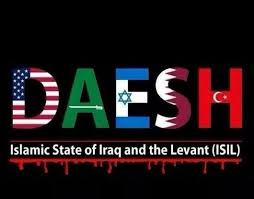 DAESH
Islamic State of Iraq and the Levant (ISIL)